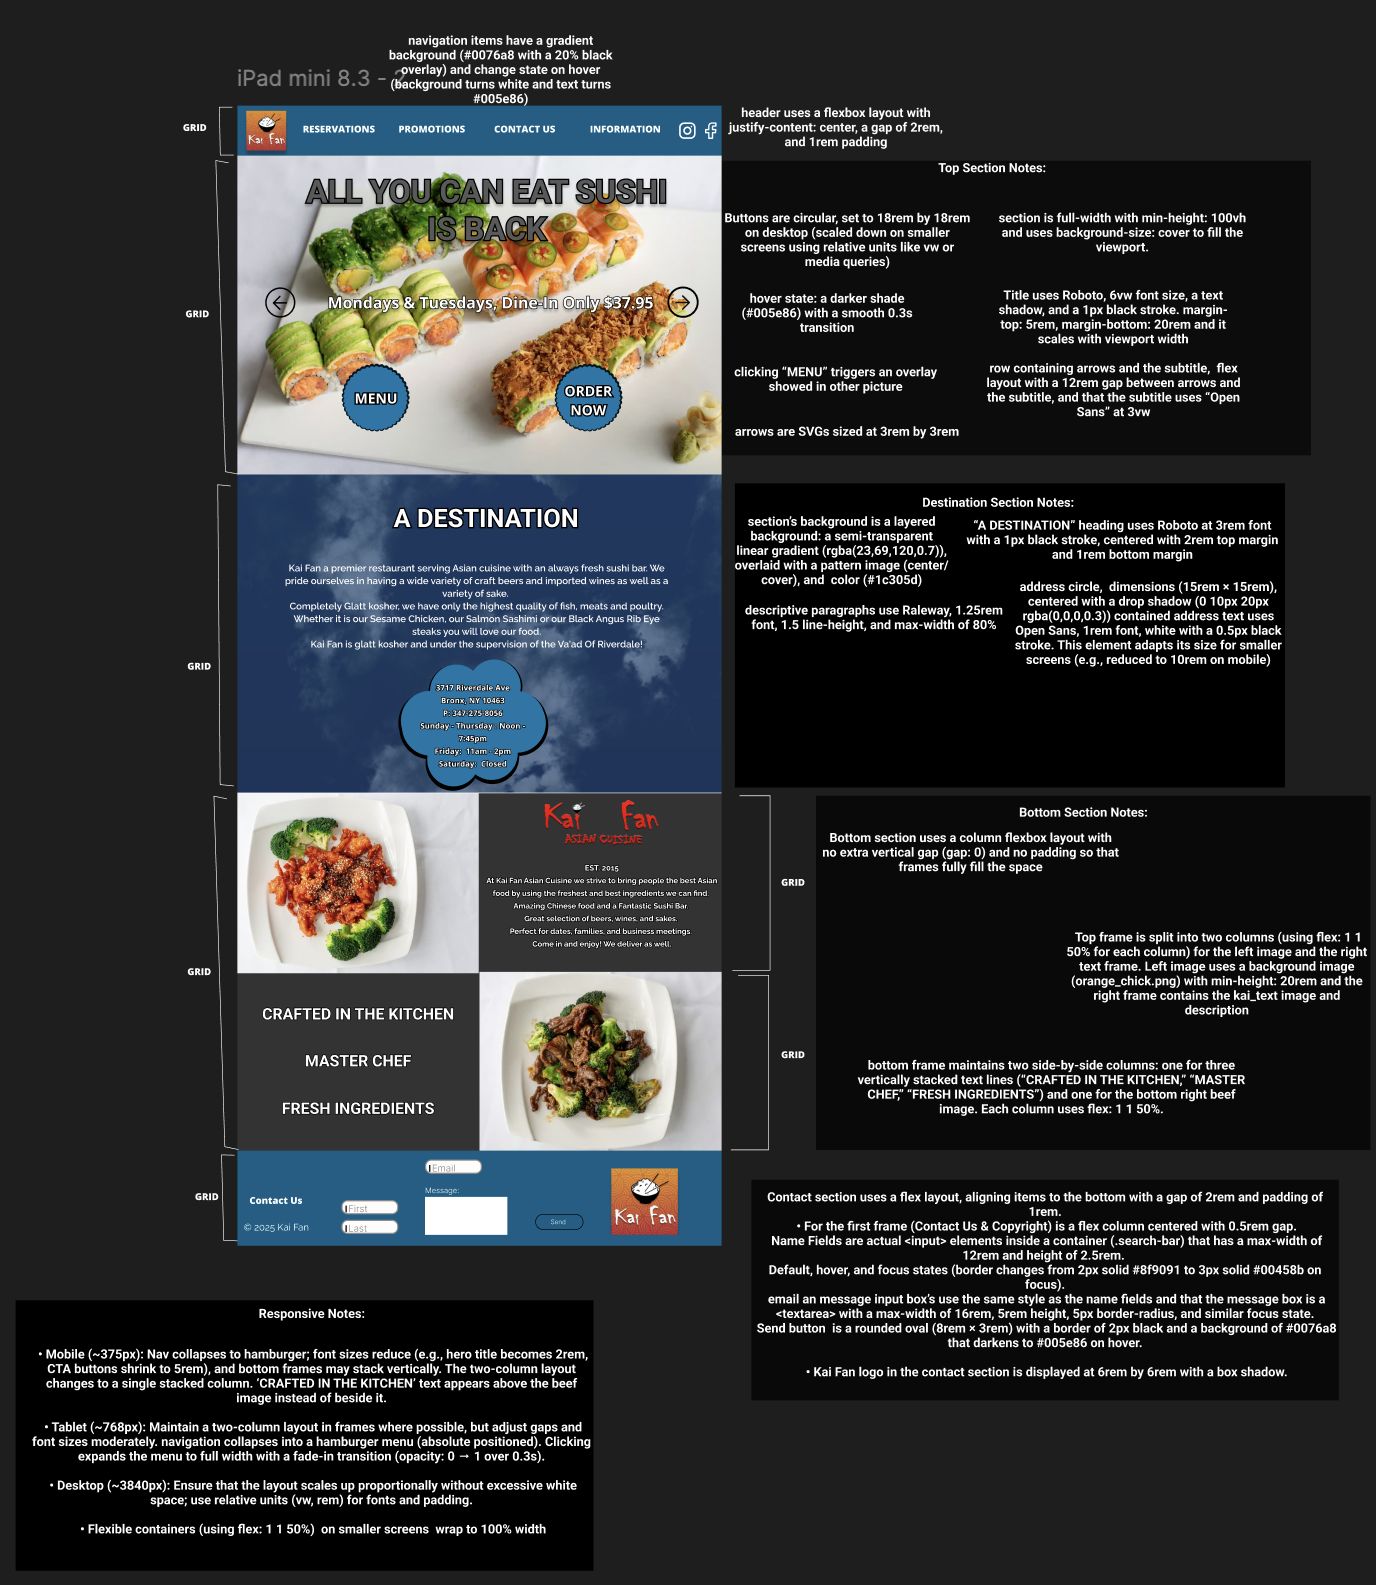 navigation items have a gradient
background (#0076a8 with a 20% black
overlay) and change state on hover
(background turns white and text turns
#005e86)
iPad mini 8.3 - 2
GRID
Kai Fan
RESERVATIONS
PROMOTIONS
CONTACT US
INFORMATION
header uses a flexbox layout with
justify-content: center, a gap of 2rem,
and 1rem padding
GRID
ALL YOU CAN EAT SUSHI
IS BACK
Mondays & Tuesdays, Dine-In Only $37.95
MENU
ORDER
NOW
Top Section Notes:
Buttons are circular, set to 18rem by 18rem
on desktop (scaled down on smaller
screens using relative units like vw or
media queries)
section is full-width with min-height: 100vh
and uses background-size: cover to fill the
viewport.
hover state: a darker shade
(#005e86) with a smooth 0.3s
transition
Title uses Roboto, 6vw font size, a text
shadow, and a 1px black stroke. margin-
top: 5rem, margin-bottom: 20rem and it
scales with viewport width
clicking “MENU” triggers an overlay
showed in other picture
row containing arrows and the subtitle,  flex
layout with a 12rem gap between arrows and
the subtitle, and that the subtitle uses “Open
Sans” at 3vw
arrows are SVGs sized at 3rem by 3rem
GRID
A DESTINATION
Kai Fan a premier restaurant serving Asian cuisine with an always fresh sushi bar. We
pride ourselves in having a wide variety of craft beers and imported wines as well as a
variety of sake.
Completely Glatt kosher, we have only the highest quality of fish, meats and poultry.
Whether it is our Sesame Chicken, our Salmon Sashimi or our Black Angus Rib Eye
steaks you will love our food.
Kai Fan is glatt kosher and under the supervision of the Va'ad Of Riverdale!
3717 Riverdale Ave
Bronx, NY 10463
P: 347-275-8056
Sunday - Thursday   Noon -
7:45pm
Friday:  11am - 2pm
Saturday:  Closed
Destination Section Notes:
section’s background is a layered
background: a semi-transparent
linear gradient (rgba(23,69,120,0.7)),
overlaid with a pattern image (center/
cover), and  color (#1c305d)
“A DESTINATION” heading uses Roboto at 3rem font
with a 1px black stroke, centered with 2rem top margin
and 1rem bottom margin
descriptive paragraphs use Raleway, 1.25rem
font, 1.5 line-height, and max-width of 80%
address circle,  dimensions (15rem × 15rem),
centered with a drop shadow (0 10px 20px
rgba(0,0,0,0.3)) contained address text uses
Open Sans, 1rem font, white with a 0.5px black
stroke. This element adapts its size for smaller
screens (e.g., reduced to 10rem on mobile)
GRID
Kai Fan
ASIAN CUISINE
EST. 2015
At Kai Fan Asian Cuisine we strive to bring people the best Asian
food by using the freshest and best ingredients we can find.
Amazing Chinese food and a Fantastic Sushi Bar.
Great selection of beers, wines, and sakes.
Perfect for dates, families, and business meetings.
Come in and enjoy! We deliver as well.
CRAFTED IN THE KITCHEN
MASTER CHEF
FRESH INGREDIENTS
GRID
GRID
Bottom Section Notes:
Bottom section uses a column flexbox layout with
no extra vertical gap (gap: 0) and no padding so that
frames fully fill the space
Top frame is split into two columns (using flex: 1 1
50% for each column) for the left image and the right
text frame. Left image uses a background image
(orange_chick.png) with min-height: 20rem and the
right frame contains the kai_text image and
description
bottom frame maintains two side-by-side columns: one for three
vertically stacked text lines (“CRAFTED IN THE KITCHEN,” “MASTER
CHEF,” “FRESH INGREDIENTS”) and one for the bottom right beef
image. Each column uses flex: 1 1 50%.
GRID
Contact Us
© 2025 Kai Fan
First
Last
Email
Message:
Send
Kai Fan
Contact section uses a flex layout, aligning items to the bottom with a gap of 2rem and padding of
1rem.
• For the first frame (Contact Us & Copyright) is a flex column centered with 0.5rem gap.
Name Fields are actual <input> elements inside a container (.search-bar) that has a max-width of
12rem and height of 2.5rem.
Default, hover, and focus states (border changes from 2px solid #8f9091 to 3px solid #00458b on
focus).
email an message input box’s use the same style as the name fields and that the message box is a
<textarea> with a max-width of 16rem, 5rem height, 5px border-radius, and similar focus state.
Send button  is a rounded oval (8rem × 3rem) with a border of 2px black and a background of #0076a8
that darkens to #005e86 on hover.
• Kai Fan logo in the contact section is displayed at 6rem by 6rem with a box shadow.
Responsive Notes:
• Mobile (~375px): Nav collapses to hamburger; font sizes reduce (e.g., hero title becomes 2rem,
CTA buttons shrink to 5rem), and bottom frames may stack vertically. The two-column layout
changes to a single stacked column. ‘CRAFTED IN THE KITCHEN’ text appears above the beef
image instead of beside it.
• Tablet (~768px): Maintain a two-column layout in frames where possible, but adjust gaps and
font sizes moderately. navigation collapses into a hamburger menu (absolute positioned). Clicking
expands the menu to full width with a fade-in transition (opacity: 0 → 1 over 0.3s).
• Desktop (~3840px): Ensure that the layout scales up proportionally without excessive white
space; use relative units (vw, rem) for fonts and padding.
• Flexible containers (using flex: 1 1 50%)  on smaller screens  wrap to 100% width